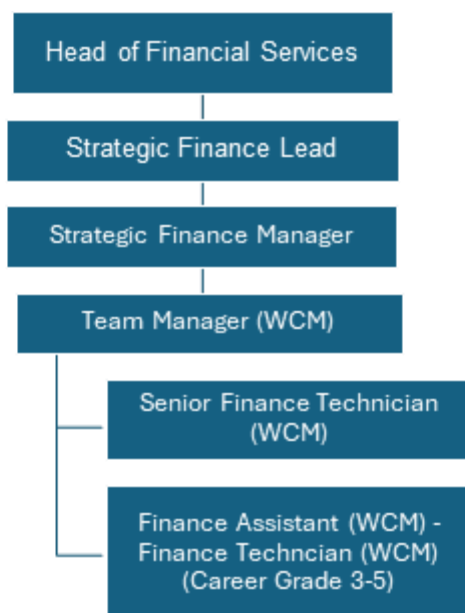 Head of Financial Services
Strategic Finance Lead
Strategic Finance Manager
Team Manager (WCM)
Senior Finance Technician
(WCM)
Finance Assistant (WCM) -
Finance Techncian (WCM)
(Career Grade 3-5)